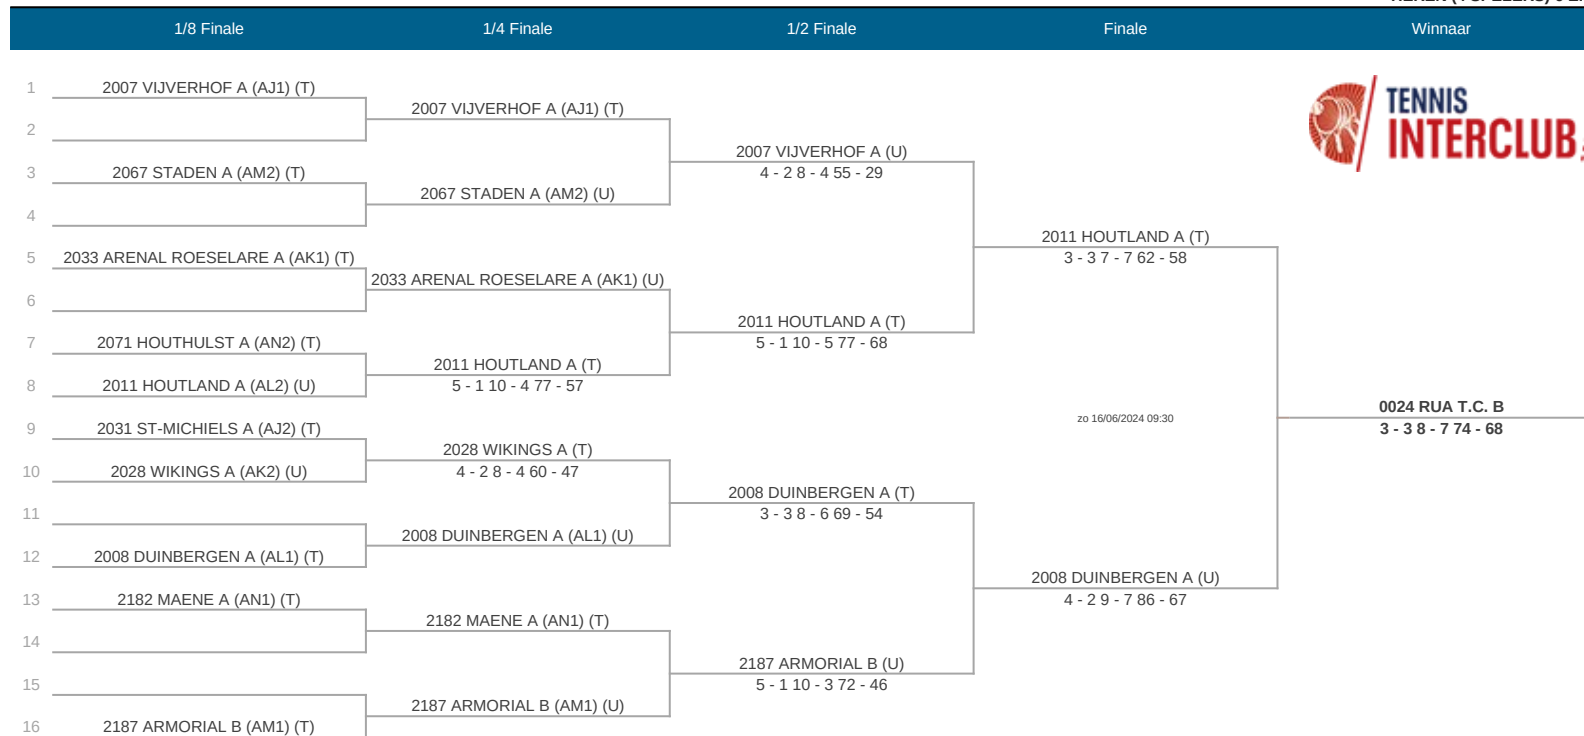 1/8 Finale 1/4 Finale 1/2 Finale Finale Winnaar
TENNIS
INTERCLUB
1 2007 VIJVERHOF A (AJ1) (T)
2007 VIJVERHOF A (AJ1) (T)
2
2007 VIJVERHOF A (U)
3 2067 STADEN A (AM2) (T)
4 - 2 8 - 4 55 - 29
2067 STADEN A (AM2) (U)
4
2011 HOUTLAND A (T)
5 2033 ARENAL ROESELARE A (AK1) (T)
3 - 3 7 - 7 62 - 58
2033 ARENAL ROESELARE A (AK1) (U)
6
2011 HOUTLAND A (T)
7 2071 HOUTHULST A (AN2) (T)
5 - 1 10 - 5 77 - 68
2011 HOUTLAND A (T)
8 2011 HOUTLAND A (AL2) (U)
5 - 1 10 - 4 77 - 57
0024 RUA T.C. B
zo 16/06/2024 09:30
9 2031 ST-MICHIELS A (AJ2) (T)
3 - 3 8 - 7 74 - 68
2028 WIKINGS A (T)
10 2028 WIKINGS A (AK2) (U)
4 - 2 8 - 4 60 - 47
2008 DUINBERGEN A (T)
11
3 - 3 8 - 6 69 - 54
2008 DUINBERGEN A (AL1) (U)
12 2008 DUINBERGEN A (AL1) (T)
2008 DUINBERGEN A (U)
13 2182 MAENE A (AN1) (T)
4 - 2 9 - 7 86 - 67
2182 MAENE A (AN1) (T)
14
2187 ARMORIAL B (U)
15
5 - 1 10 - 3 72 - 46
2187 ARMORIAL B (AM1) (U)
16 2187 ARMORIAL B (AM1) (T)